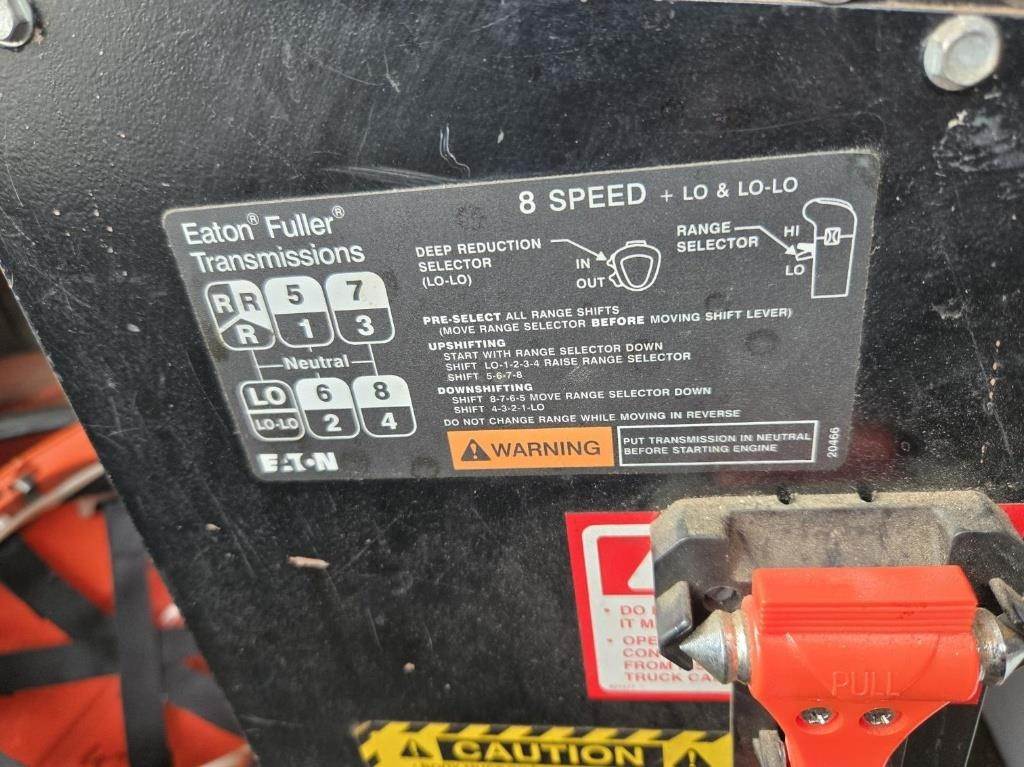 8 SPEED + LO & LO-LO
Eaton® Fuller®
Transmissions
DEEP REDUCTION
SELECTOR
(LO-LO)
IN
OUT
RANGE
SELECTOR
HI
LO
R R 5 7
R 1 3
Neutral
LO 6 8
LO-LO 2 4
PRE-SELECT ALL RANGE SHIFTS
(MOVE RANGE SELECTOR BEFORE MOVING SHIFT LEVER)
UPSHIFTING
START WITH RANGE SELECTOR DOWN
SHIFT LO-1-2-3-4 RAISE RANGE SELECTOR
SHIFT 5-6-7-8
DOWNSHIFTING
SHIFT 8-7-6-5 MOVE RANGE SELECTOR DOWN
SHIFT 4-3-2-1-LO
DO NOT CHANGE RANGE WHILE MOVING IN REVERSE
EATON
WARNING
PUT TRANSMISSION IN NEUTRAL
BEFORE STARTING ENGINE
20466
• DO
IT
• 
FROM
TRUCK
PULL
CAUTION